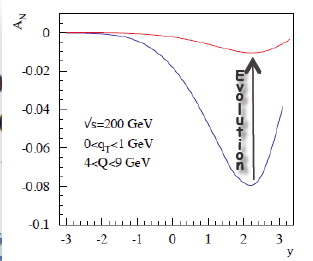 A_N
0
-0.02
-0.04
-0.06
-0.08
-0.1
√s=200 GeV
0<q_T<1 GeV
4<Q<9 GeV
Evolution
-3 -2 -1 0 1 2 3
y